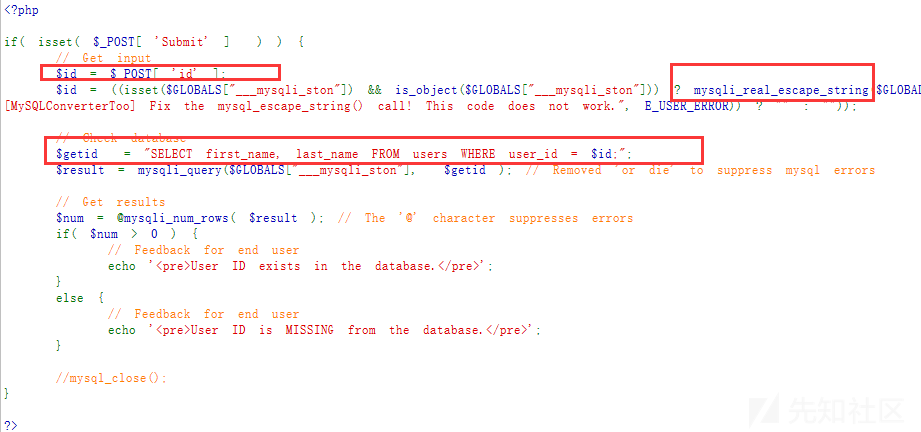 <?php
if( isset( $_POST[ 'Submit' ] ) ) {
// Get input
$id = $_POST[ 'id' ];
$id = ((isset($GLOBALS["___mysqli_ston"]) && is_object($GLOBALS["___mysqli_ston"])) ? mysqli_real_escape_string($GLOBA
[MySQLConverterToo] Fix the mysql_escape_string() call! This code does not work.", E_USER_ERROR)) ? "" : ""));
// Check database
$getid = "SELECT first_name, last_name FROM users WHERE user_id = $id;";
$result = mysqli_query($GLOBALS["___mysqli_ston"], $getid ); // Removed 'or die' to suppress mysql errors
// Get results
$num = @mysqli_num_rows( $result ); // The '@' character suppresses errors
if( $num > 0 ) {
// Feedback for end user
echo '<pre>User ID exists in the database.</pre>';
}
else {
// Feedback for end user
echo '<pre>User ID is MISSING from the database.</pre>';
}
//mysql_close();
}
?>
先知社区